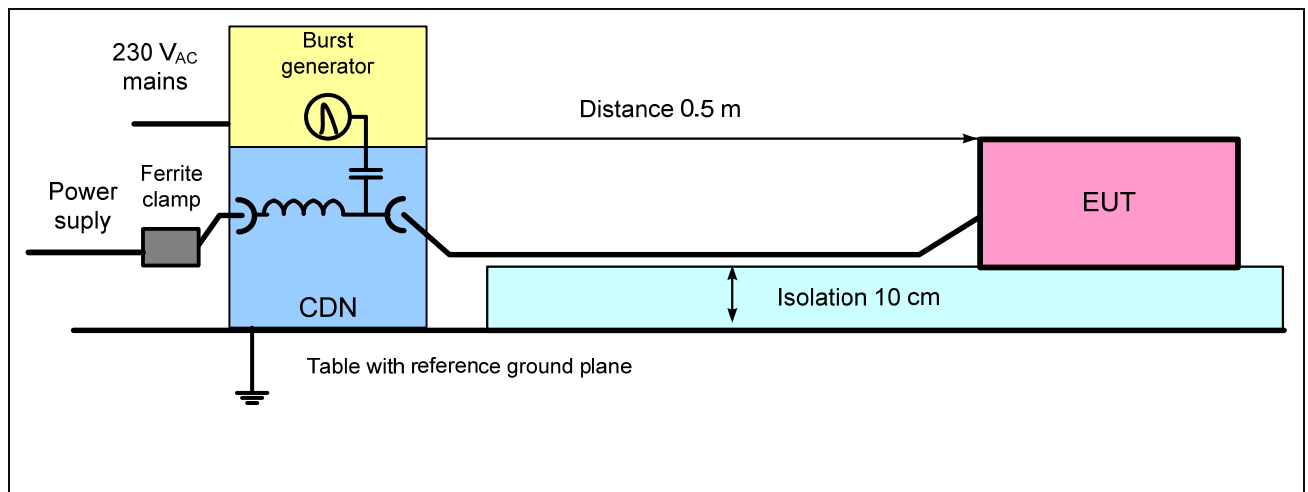 230 VAC
mains
Burst
generator
Distance 0.5 m
Ferrite
clamp
Power
suply
EUT
CDN
Isolation 10 cm
Table with reference ground plane